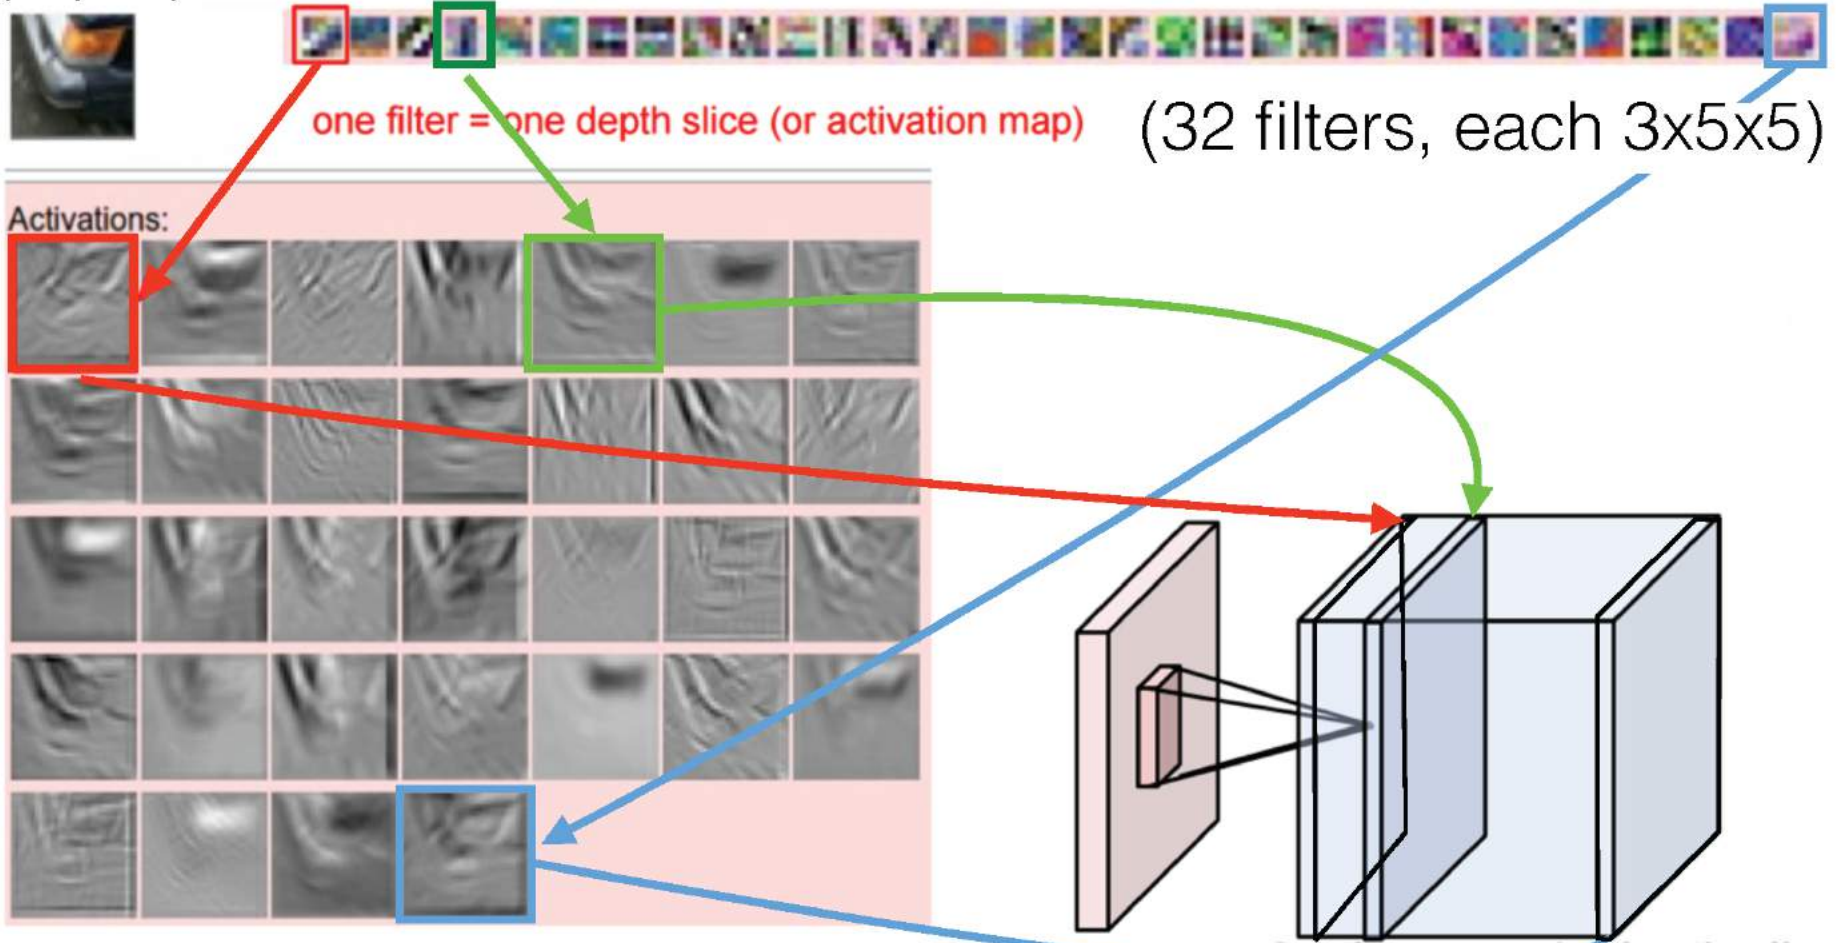 one filter = one depth slice (or activation map)
(32 filters, each 3x5x5)
Activations: